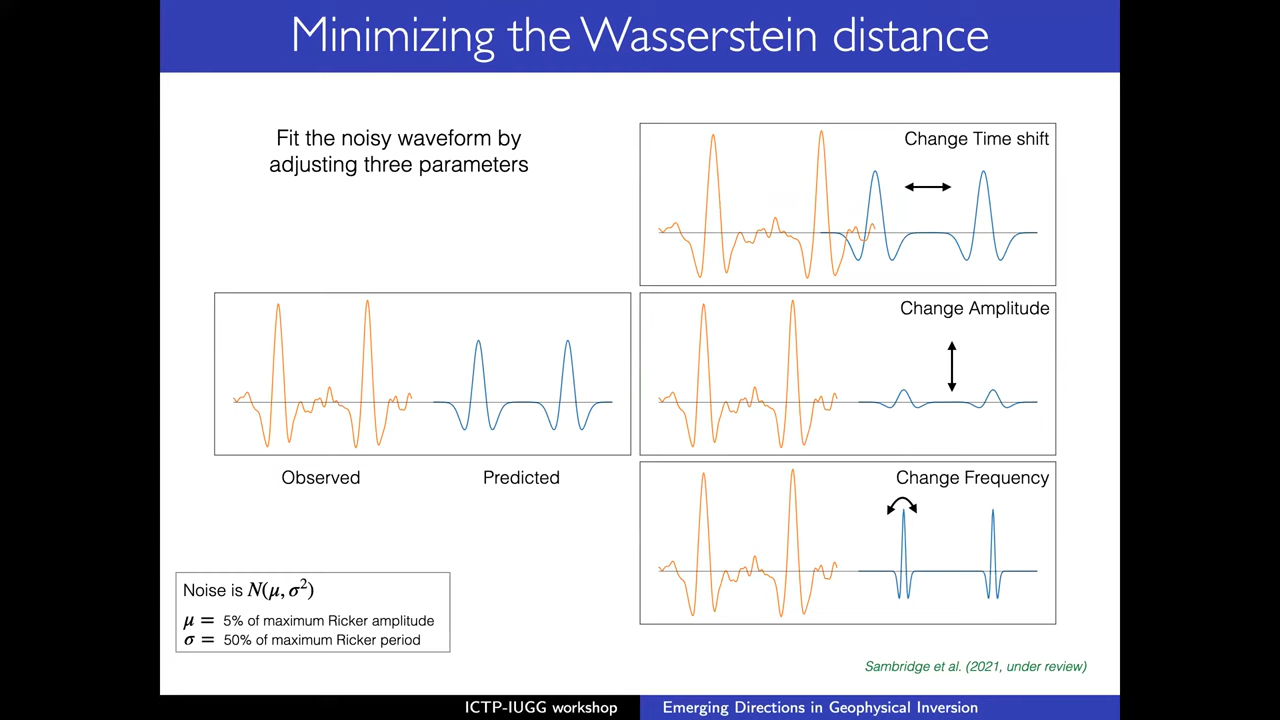 Minimizing the Wasserstein distance
Fit the noisy waveform by
adjusting three parameters
Change Time shift
Change Amplitude
Observed
Predicted
Change Frequency
Noise is N(μ, σ²)
μ = 5% of maximum Ricker amplitude
σ = 50% of maximum Ricker period
Sambridge et al. (2021, under review)
ICTP-IUGG workshop
Emerging Directions in Geophysical Inversion